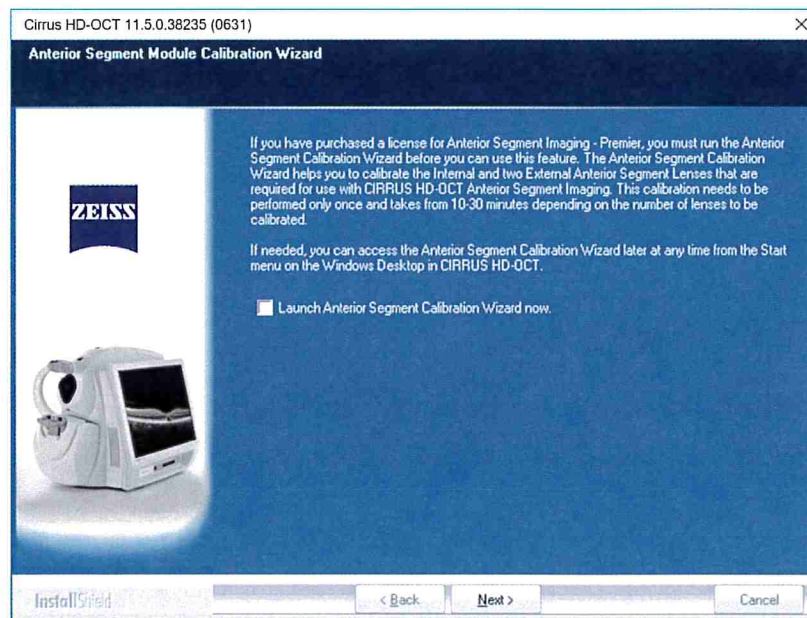 Cirrus HD-OCT 11.5.0.38235 (0631)
Anterior Segment Module Calibration Wizard
If you have purchased a license for Anterior Segment Imaging - Premier, you must run the Anterior
Segment Calibration Wizard before you can use this feature. The Anterior Segment Calibration
Wizard helps you to calibrate the Internal and two External Anterior Segment Lenses that are
required for use with CIRRUS HD-OCT Anterior Segment Imaging. This calibration needs to be
performed only once and takes from 10-30 minutes depending on the number of lenses to be
calibrated.
If needed, you can access the Anterior Segment Calibration Wizard later at any time from the Start
menu on the Windows Desktop in CIRRUS HD-OCT.
Launch Anterior Segment Calibration Wizard now.
ZEISS
InstallShield
< Back
Next >
Cancel